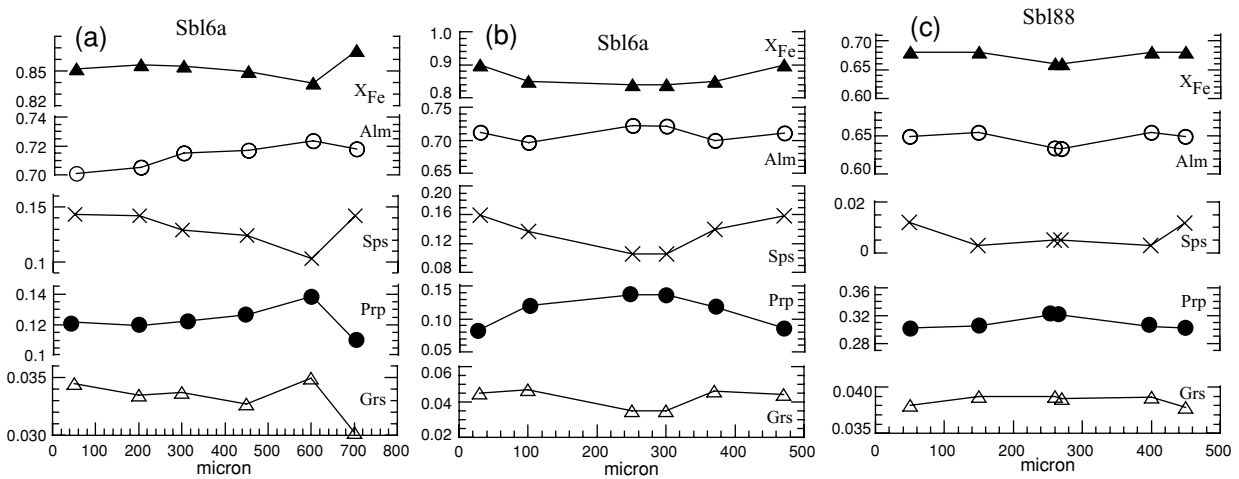 (a) Sbl6a
0.85
0.82
X_Fe
0.74
0.72
0.70
Alm
0.15
0.1
Sps
0.14
0.12
0.1
Prp
0.035
0.030
Grs
0 100 200 300 400 500 600 700 800
micron
(b) Sbl6a
1.0
0.9
0.8
X_Fe
0.75
0.70
0.65
Alm
0.20
0.16
0.12
0.08
Sps
0.15
0.10
0.05
Prp
0.06
0.04
0.02
Grs
0 100 200 300 400 500
micron
(c) Sbl88
0.70
0.65
0.60
X_Fe
0.65
0.60
Alm
0.02
0
Sps
0.36
0.32
0.28
Prp
0.040
0.035
Grs
0 100 200 300 400 500
micron